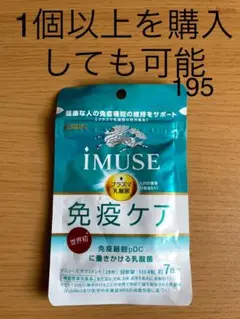 1個以上を購入
しても可能
195
健康な人の免疫機能の維持をサポート
iMUSE
プラズマ
乳酸菌
免疫ケア
世界初
免疫細胞pDC
に働きかける乳酸菌
約7日分